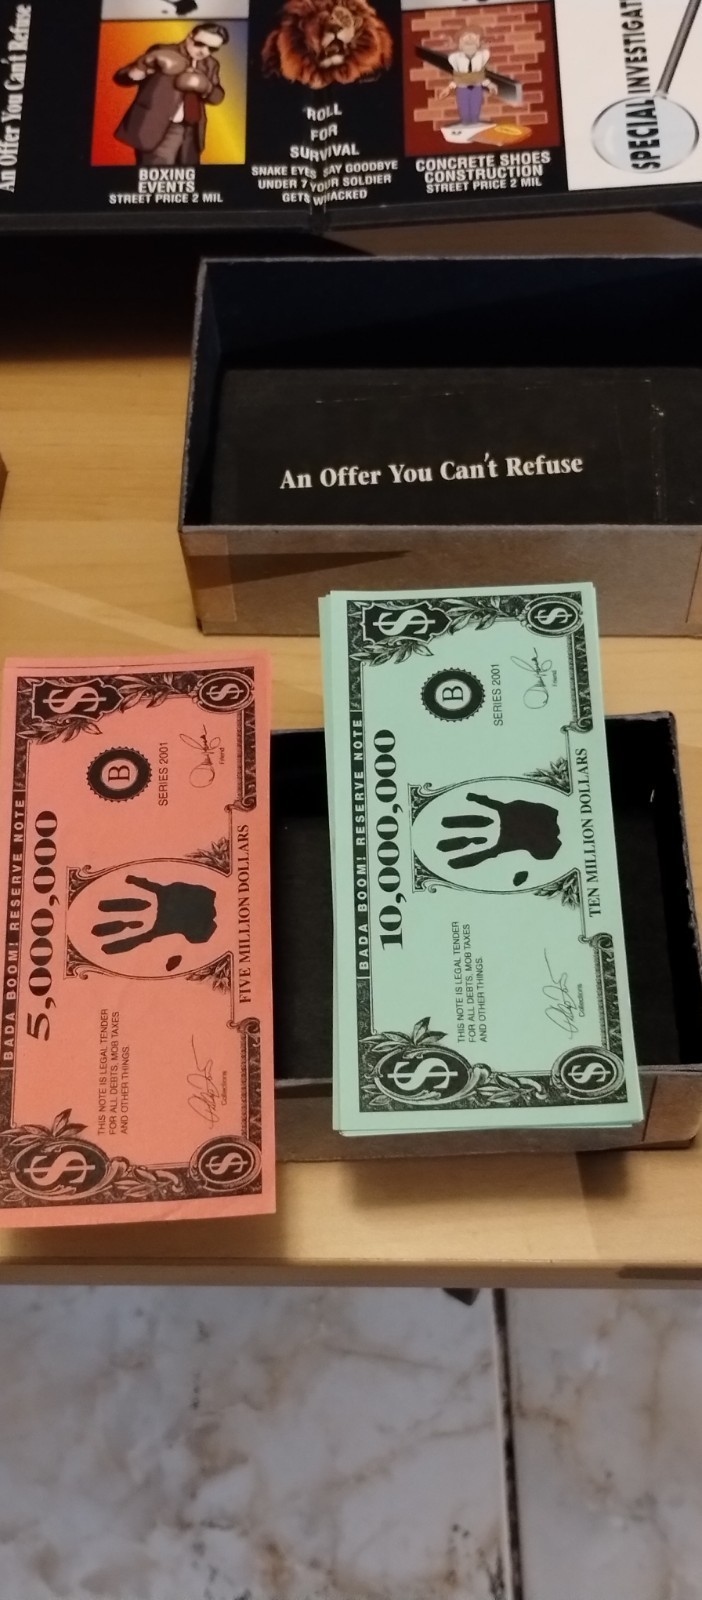 An Offer You Can't Refuse
BOXING
EVENTS
STREET PRICE 2 MIL
ROLL
FOR
SURVIVAL
SNAKE EYES SAY GOODBYE
UNDER 7 YOUR SOLDIER
GETS WHACKED
CONCRETE SHOES
CONSTRUCTION
STREET PRICE 2 MIL
SPECIAL
An Offer You Can't Refuse
BADA BOOM! RESERVE NOTE
5,000,000
B
SERIES 2001
Friend
THIS NOTE IS LEGAL TENDER
FOR ALL DEBTS, MOB TAXES
AND OTHER THINGS.
Collections
FIVE MILLION DOLLARS
$
$
$
$
BADA BOOM! RESERVE NOTE
10,000,000
B
SERIES 2001
Friend
THIS NOTE IS LEGAL TENDER
FOR ALL DEBTS, MOB TAXES
AND OTHER THINGS.
Collections
TEN MILLION DOLLARS
$
$
$
$